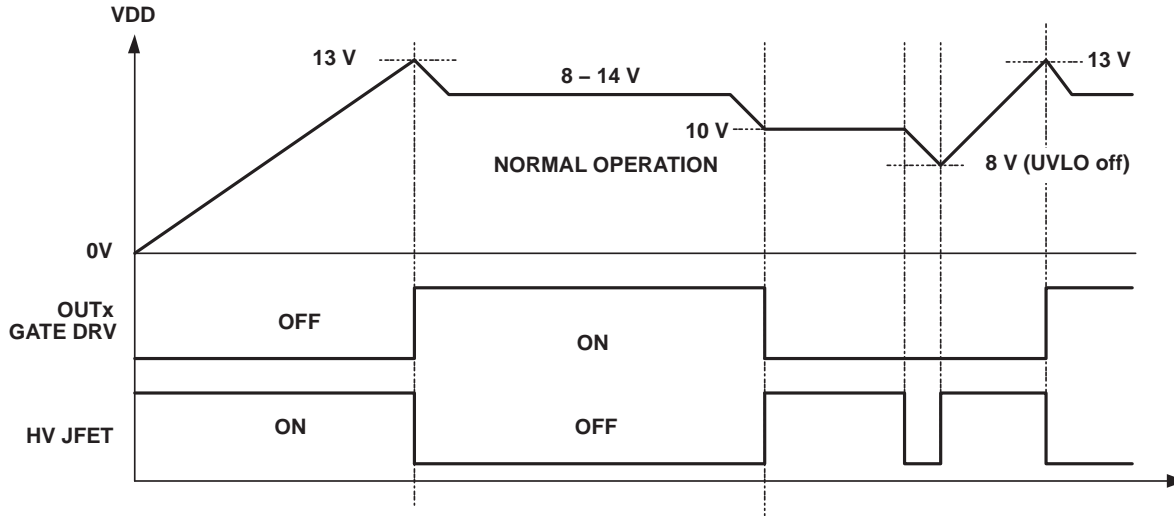 VDD
13 V
8 – 14 V
13 V
10 V
NORMAL OPERATION
8 V (UVLO off)
0V
OUTx
GATE DRV
OFF
ON
HV JFET
ON
OFF